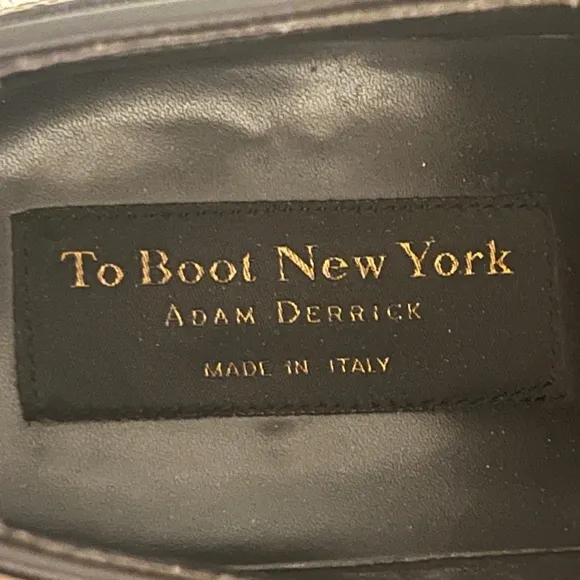 To Boot New York
ADAM DERRICK
MADE IN ITALY